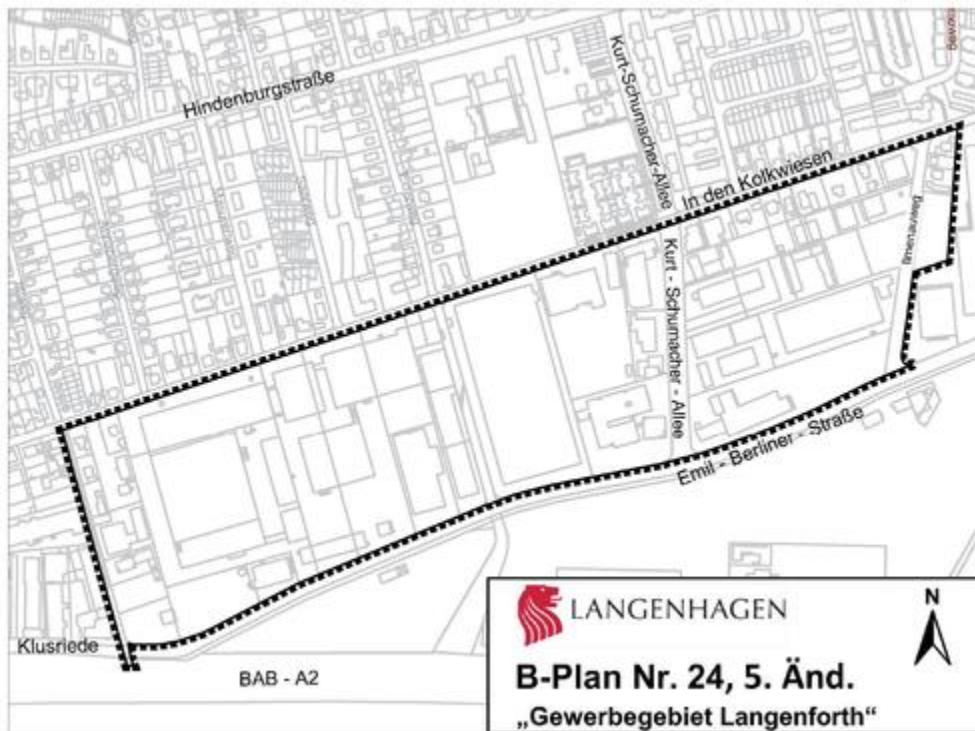 Hindenburgstraße
Kurt-Schumacher-Allee
In den Kolkwiesen
Kurt - Schumacher - Allee
Emil - Berliner - Straße
Klusriede
BAB - A2
N
LANGENHAGEN
B-Plan Nr. 24, 5. Änd.
„Gewerbegebiet Langenforth“